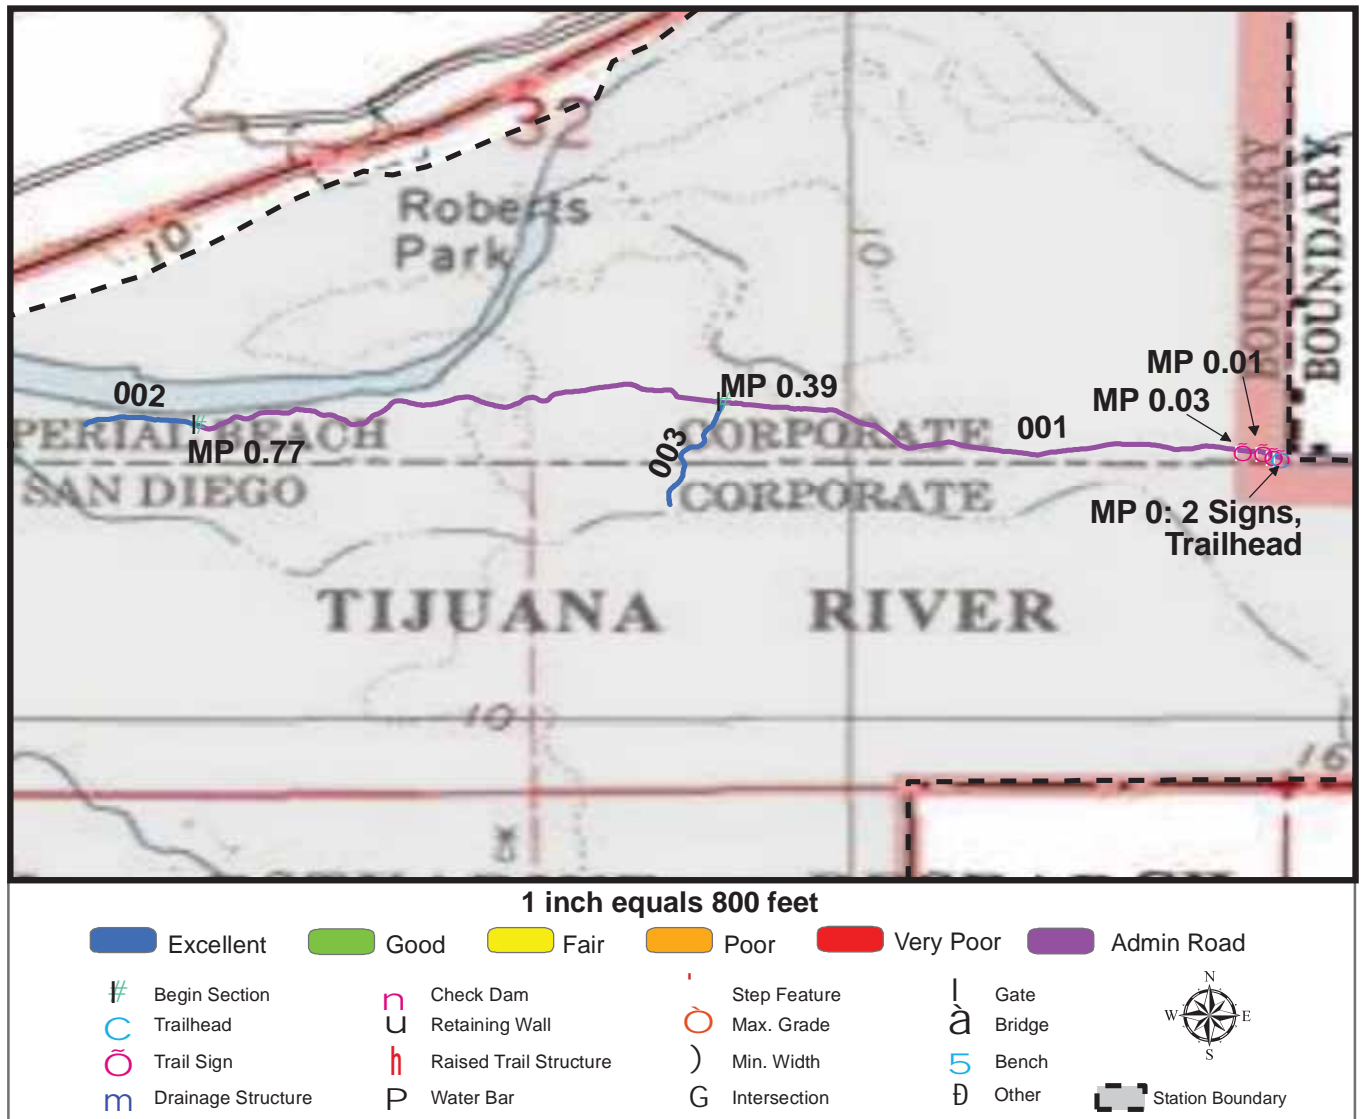 32
10
Roberts
Park
10
BOUNDARY
BOUNDARY
MP 0.01
MP 0.03
002
MP 0.39
001
PERIAL BEACH
MP 0.77
003
CORPORATE
SAN DIEGO
CORPORATE
MP 0: 2 Signs,
Trailhead
TIJUANA RIVER
10
16
1 inch equals 800 feet
Excellent Good Fair Poor Very Poor Admin Road
# Begin Section n Check Dam ' Step Feature l Gate
C Trailhead u Retaining Wall Ò Max. Grade à Bridge
Õ Trail Sign h Raised Trail Structure ) Min. Width 5 Bench
m Drainage Structure P Water Bar G Intersection Ð Other Station Boundary
N
W E
S